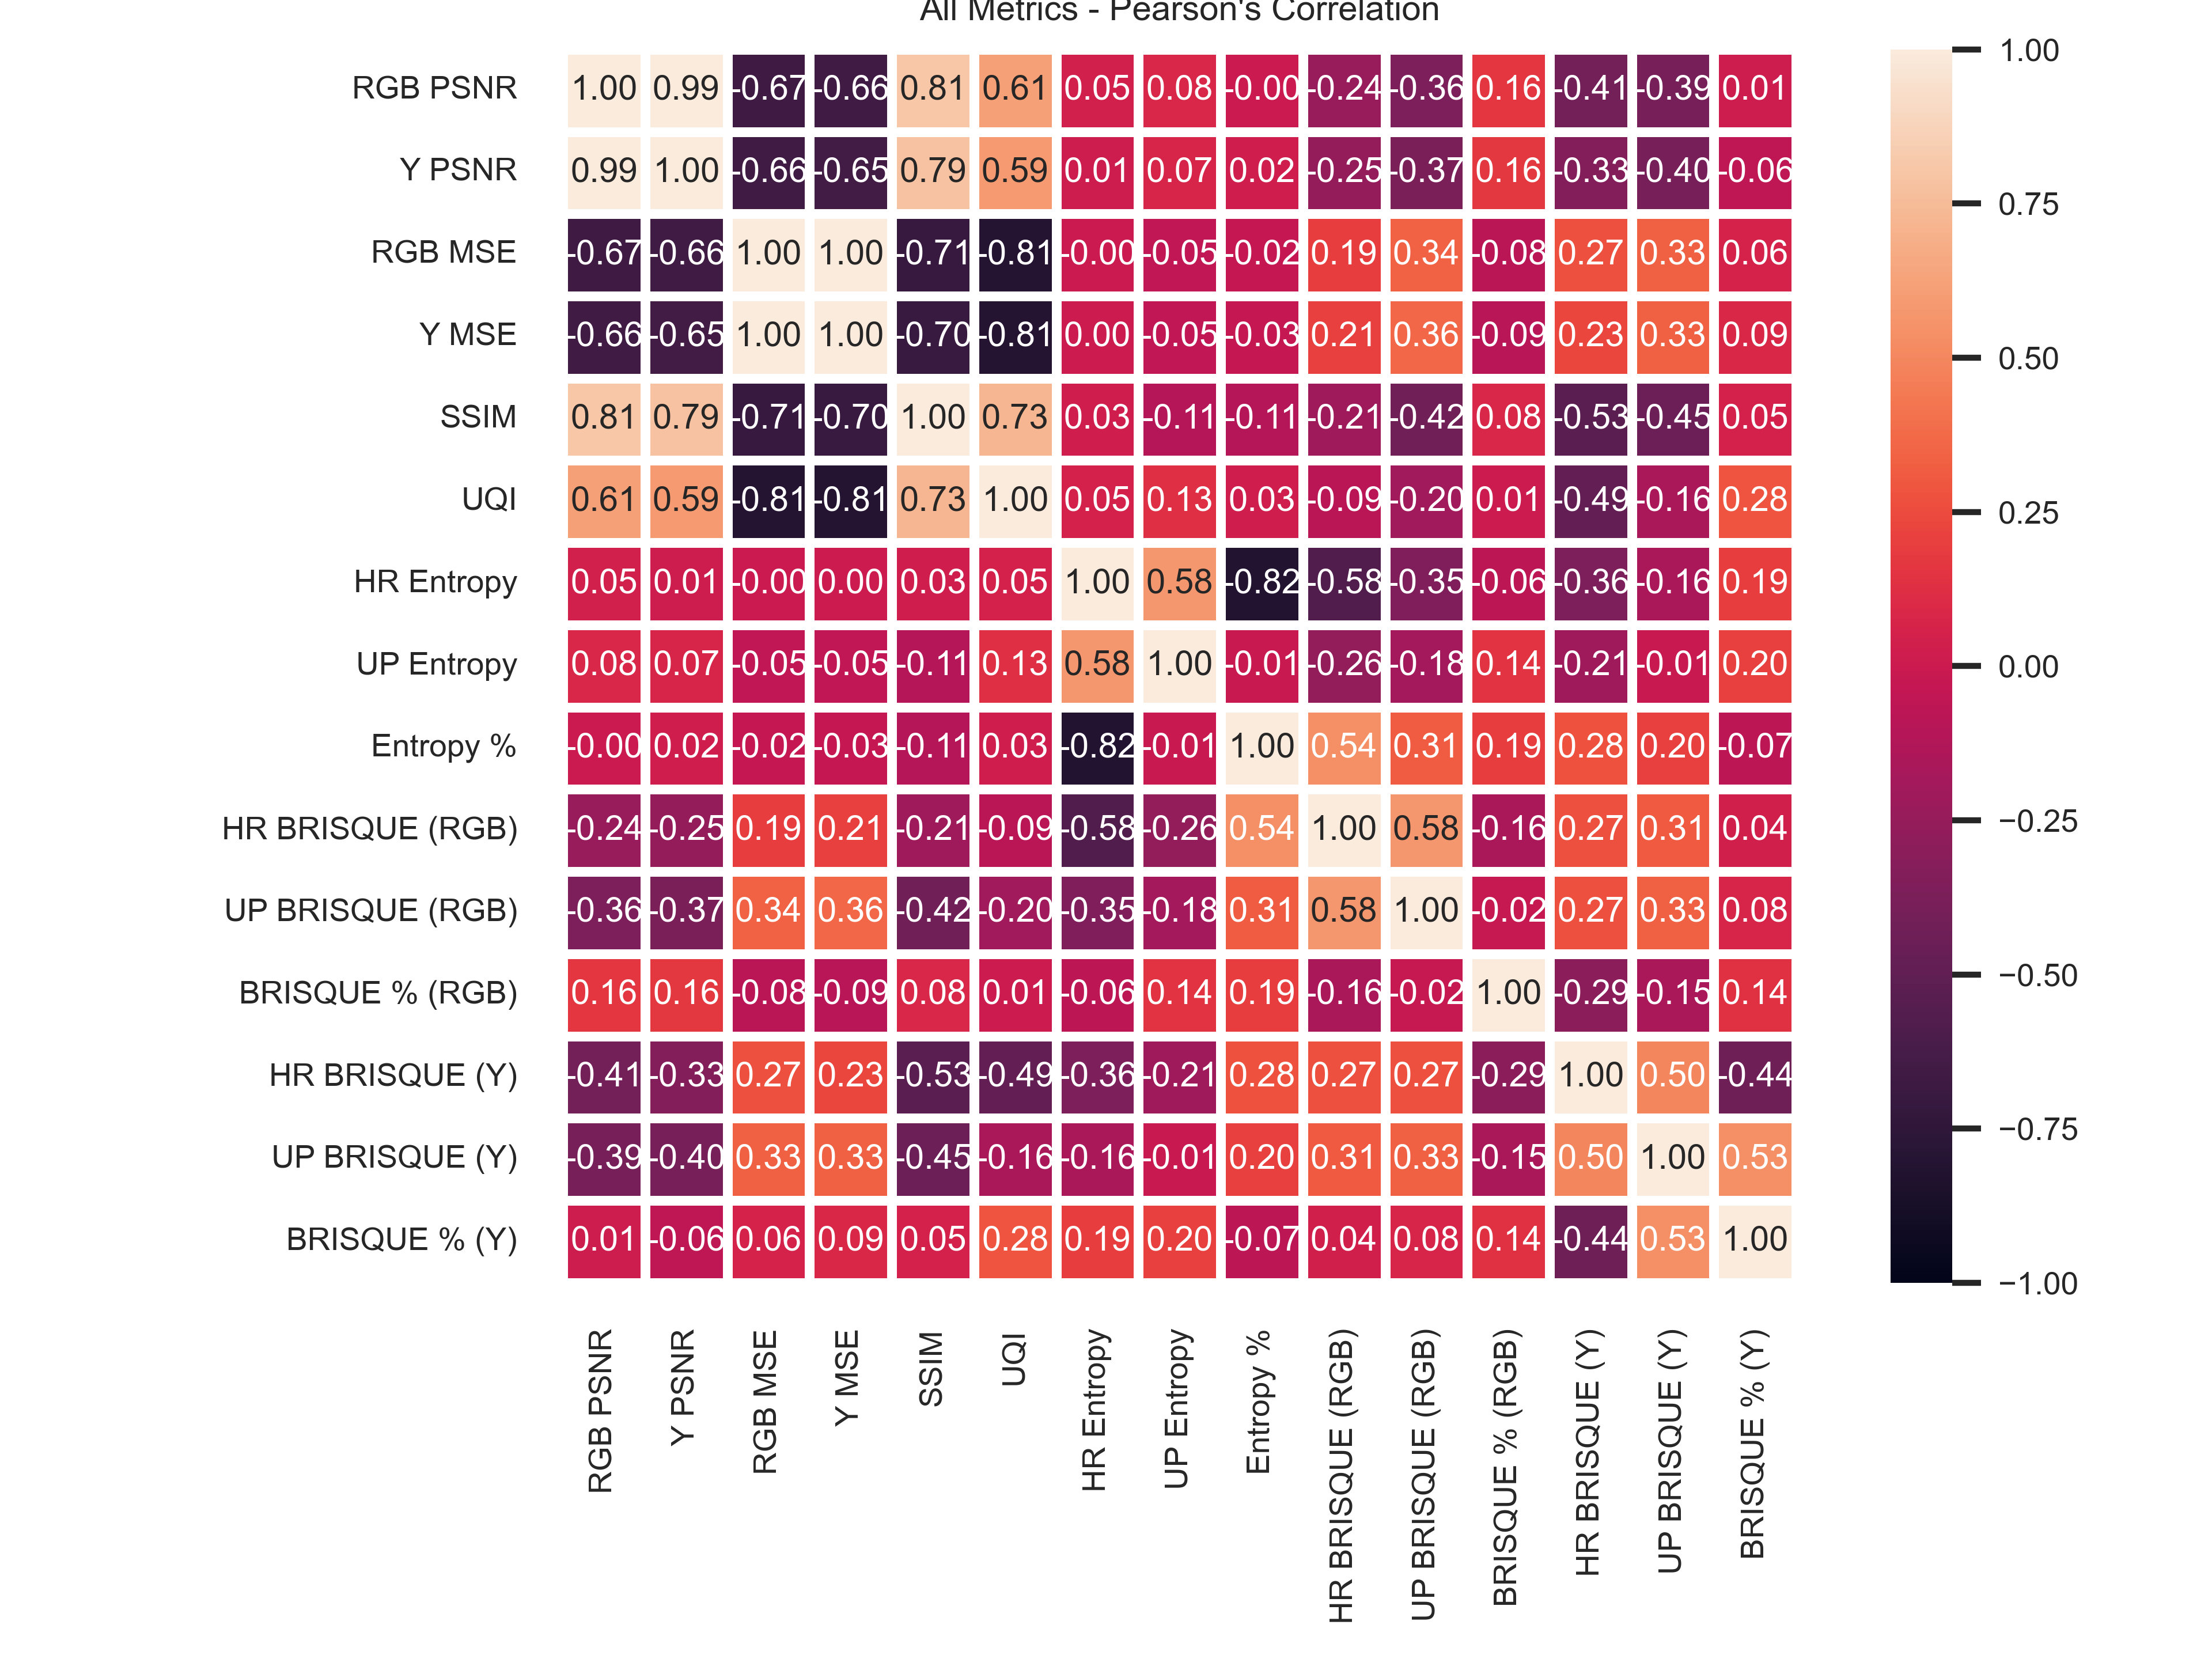 All Metrics - Pearson's Correlation
RGB PSNR 1.00 0.99 -0.67 -0.66 0.81 0.61 0.05 0.08 -0.00 -0.24 -0.36 0.16 -0.41 -0.39 0.01
Y PSNR 0.99 1.00 -0.66 -0.65 0.79 0.59 0.01 0.07 0.02 -0.25 -0.37 0.16 -0.33 -0.40 -0.06
RGB MSE -0.67 -0.66 1.00 1.00 -0.71 -0.81 -0.00 -0.05 -0.02 0.19 0.34 -0.08 0.27 0.33 0.06
Y MSE -0.66 -0.65 1.00 1.00 -0.70 -0.81 0.00 -0.05 -0.03 0.21 0.36 -0.09 0.23 0.33 0.09
SSIM 0.81 0.79 -0.71 -0.70 1.00 0.73 0.03 -0.11 -0.11 -0.21 -0.42 0.08 -0.53 -0.45 0.05
UQI 0.61 0.59 -0.81 -0.81 0.73 1.00 0.05 0.13 0.03 -0.09 -0.20 0.01 -0.49 -0.16 0.28
HR Entropy 0.05 0.01 -0.00 0.00 0.03 0.05 1.00 0.58 -0.82 -0.58 -0.35 -0.06 -0.36 -0.16 0.19
UP Entropy 0.08 0.07 -0.05 -0.05 -0.11 0.13 0.58 1.00 -0.01 -0.26 -0.18 0.14 -0.21 -0.01 0.20
Entropy % -0.00 0.02 -0.02 -0.03 -0.11 0.03 -0.82 -0.01 1.00 0.54 0.31 0.19 0.28 0.20 -0.07
HR BRISQUE (RGB) -0.24 -0.25 0.19 0.21 -0.21 -0.09 -0.58 -0.26 0.54 1.00 0.58 -0.16 0.27 0.31 0.04
UP BRISQUE (RGB) -0.36 -0.37 0.34 0.36 -0.42 -0.20 -0.35 -0.18 0.31 0.58 1.00 -0.02 0.27 0.33 0.08
BRISQUE % (RGB) 0.16 0.16 -0.08 -0.09 0.08 0.01 -0.06 0.14 0.19 -0.16 -0.02 1.00 -0.29 -0.15 0.14
HR BRISQUE (Y) -0.41 -0.33 0.27 0.23 -0.53 -0.49 -0.36 -0.21 0.28 0.27 0.27 -0.29 1.00 0.50 -0.44
UP BRISQUE (Y) -0.39 -0.40 0.33 0.33 -0.45 -0.16 -0.16 -0.01 0.20 0.31 0.33 -0.15 0.50 1.00 0.53
BRISQUE % (Y) 0.01 -0.06 0.06 0.09 0.05 0.28 0.19 0.20 -0.07 0.04 0.08 0.14 -0.44 0.53 1.00
RGB PSNR
Y PSNR
RGB MSE
Y MSE
SSIM
UQI
HR Entropy
UP Entropy
Entropy %
HR BRISQUE (RGB)
UP BRISQUE (RGB)
BRISQUE % (RGB)
HR BRISQUE (Y)
UP BRISQUE (Y)
BRISQUE % (Y)
1.00
0.75
0.50
0.25
0.00
−0.25
−0.50
−0.75
−1.00